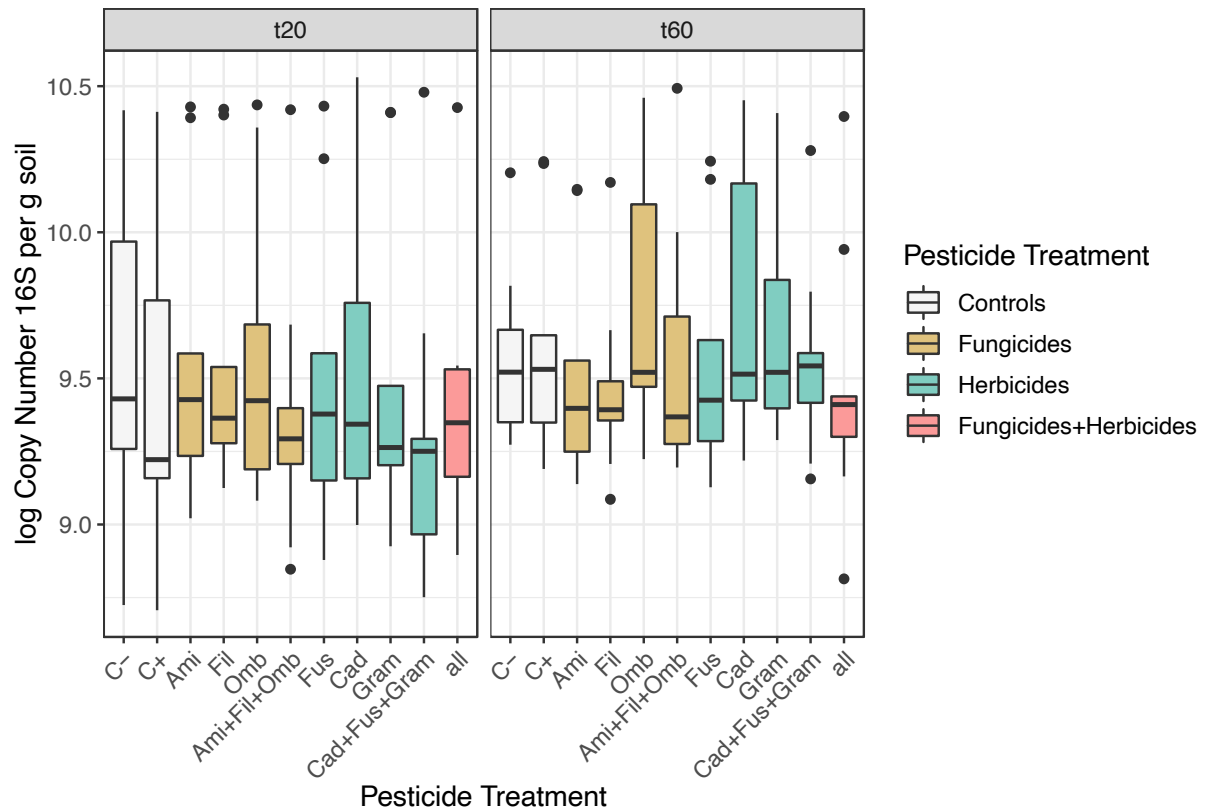 t20
t60
log Copy Number 16S per g soil
10.5
10.0
9.5
9.0
C−
C+
Ami
Fil
Omb
Ami+Fil+Omb
Fus
Cad
Gram
Cad+Fus+Gram
all
C−
C+
Ami
Fil
Omb
Ami+Fil+Omb
Fus
Cad
Gram
Cad+Fus+Gram
all
Pesticide Treatment
Pesticide Treatment
Controls
Fungicides
Herbicides
Fungicides+Herbicides